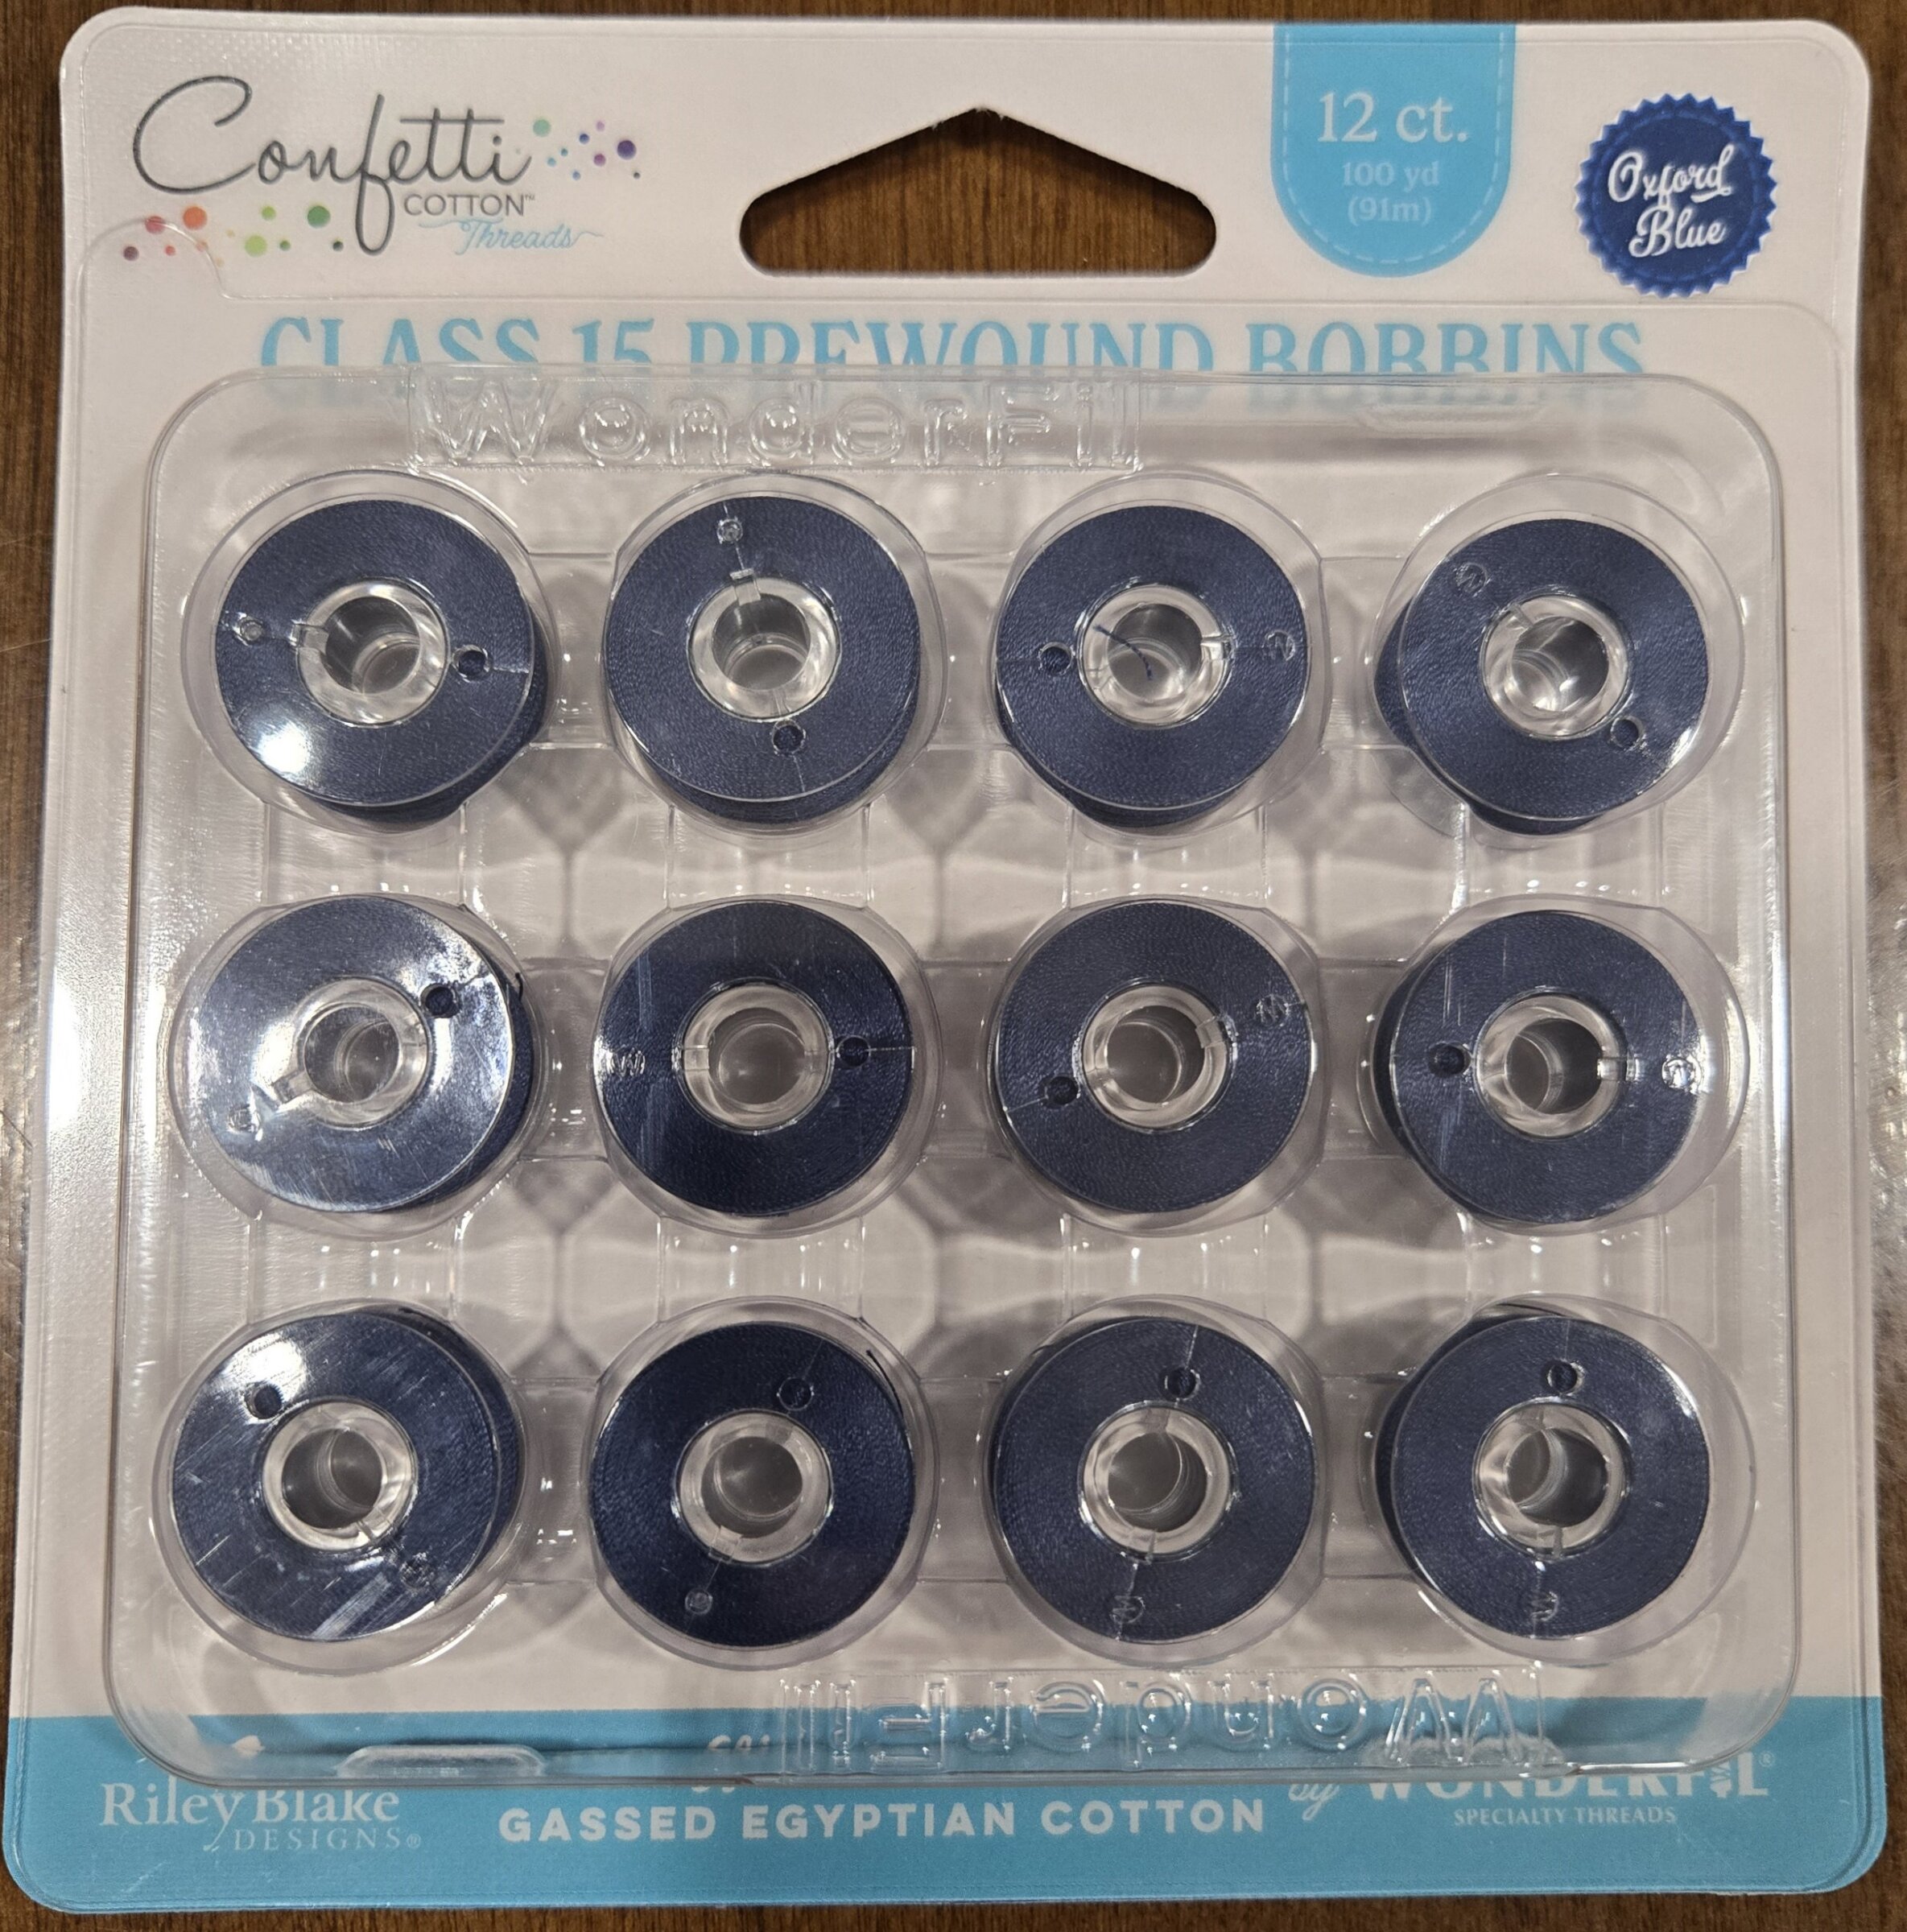 Confetti
COTTON™
Threads
12 ct.
100 yd
(91m)
Oxford
Blue
CLASS 15 PREWOUND BOBBINS
WonderFil
WonderFil
Riley Blake
DESIGNS®
GASSED EGYPTIAN COTTON
by WONDERFIL®
SPECIALTY THREADS